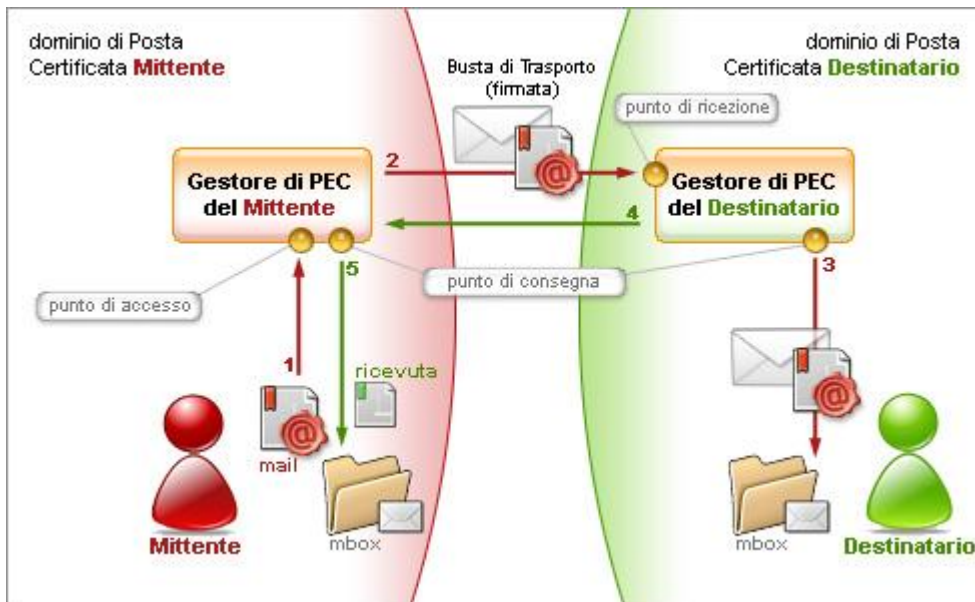 dominio di Posta
Certificata Mittente
dominio di Posta
Certificata Destinatario
Busta di Trasporto
(firmata)
punto di ricezione
Gestore di PEC
del Mittente
2
Gestore di PEC
del Destinatario
4
5
3
punto di consegna
punto di accesso
1
ricevuta
@
@
@
mail
mbox
Mittente
mbox
Destinatario